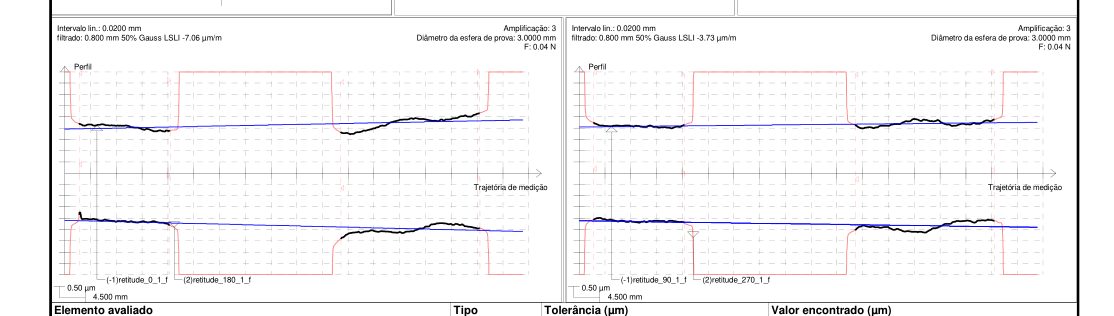 Intervalo lin.: 0.0200 mm
Amplificação: 3
filtrado: 0.800 mm 50% Gauss LSLI -7.06 µm/m
Diâmetro da esfera de prova: 3.0000 mm
F: 0.04 N
Perfil
Trajetória de medição
(-1)retitude_0_1_f
(2)retitude_180_1_f
0.50 µm
4.500 mm
Intervalo lin.: 0.0200 mm
Amplificação: 3
filtrado: 0.800 mm 50% Gauss LSLI -3.73 µm/m
Diâmetro da esfera de prova: 3.0000 mm
F: 0.04 N
Perfil
Trajetória de medição
(-1)retitude_90_1_f
(2)retitude_270_1_f
0.50 µm
4.500 mm
Elemento avaliado
Tipo
Tolerância (µm)
Valor encontrado (µm)